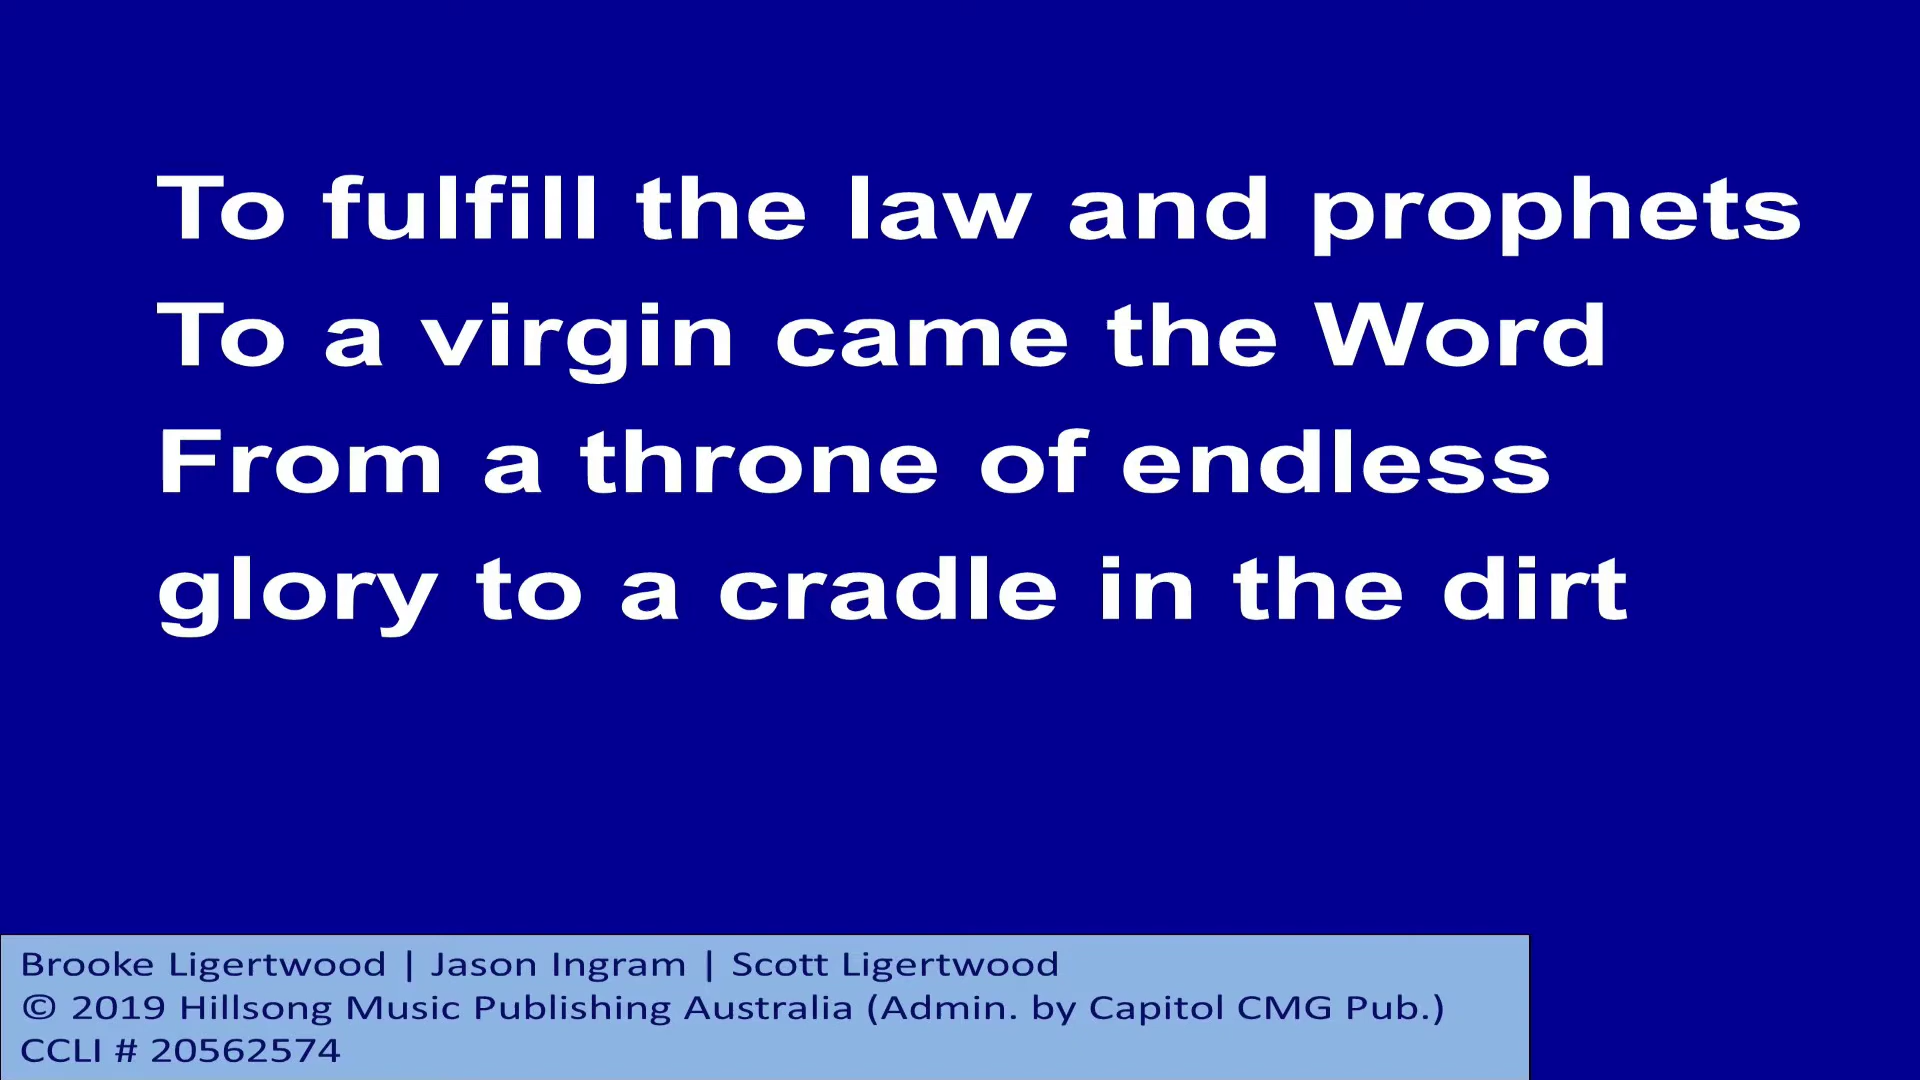 To fulfill the law and prophets
To a virgin came the Word
From a throne of endless
glory to a cradle in the dirt
Brooke Ligertwood | Jason Ingram | Scott Ligertwood
© 2019 Hillsong Music Publishing Australia (Admin. by Capitol CMG Pub.)
CCLI # 20562574